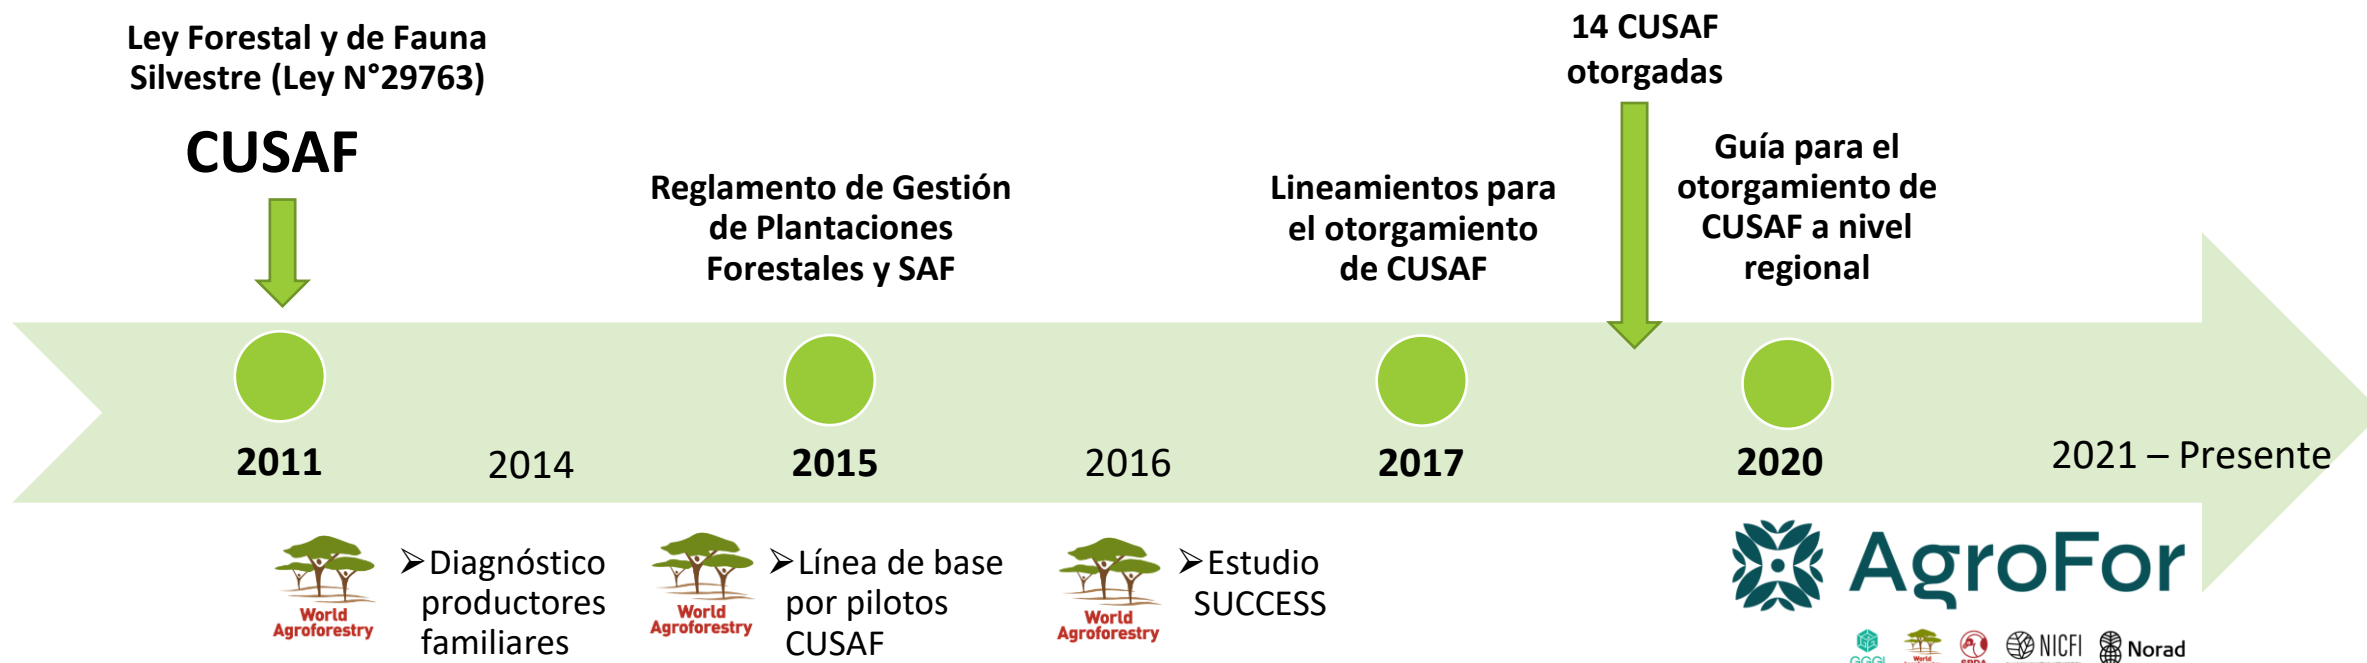 Ley Forestal y de Fauna
Silvestre (Ley N°29763)
CUSAF
Reglamento de Gestión
de Plantaciones
Forestales y SAF
Lineamientos para
el otorgamiento
de CUSAF
14 CUSAF
otorgadas
Guía para el
otorgamiento de
CUSAF a nivel
regional
2011
2014
2015
2016
2017
2020
2021 – Presente
World
Agroforestry
➢Diagnóstico
productores
familiares
World
Agroforestry
➢Línea de base
por pilotos
CUSAF
World
Agroforestry
➢Estudio
SUCCESS
AgroFor
GGGI
World
SPDA
NICFI
Norad